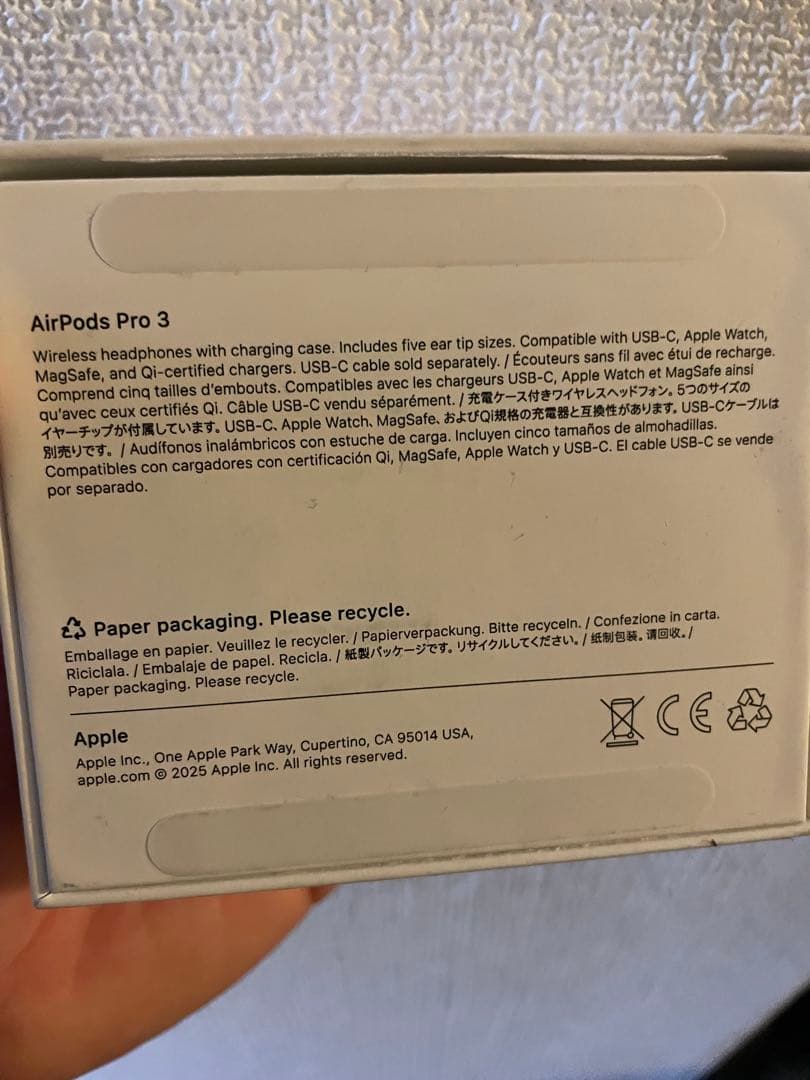 AirPods Pro 3
Wireless headphones with charging case. Includes five ear tip sizes. Compatible with USB-C, Apple Watch,
MagSafe, and Qi-certified chargers. USB-C cable sold separately. / Écouteurs sans fil avec étui de recharge.
Comprend cinq tailles d'embouts. Compatibles avec les chargeurs USB-C, Apple Watch et MagSafe ainsi
qu'avec ceux certifiés Qi. Câble USB-C vendu séparément. / 充電ケース付きワイヤレスヘッドフォン。5つのサイズの
イヤーチップが付属しています。USB-C、Apple Watch、MagSafe、およびQi規格の充電器と互換性があります。USB-Cケーブルは
別売りです。 / Audífonos inalámbricos con estuche de carga. Incluyen cinco tamaños de almohadillas.
Compatibles con cargadores con certificación Qi, MagSafe, Apple Watch y USB-C. El cable USB-C se vende
por separado.
Paper packaging. Please recycle.
Emballage en papier. Veuillez le recycler. / Papierverpackung. Bitte recyceln. / Confezione in carta.
Riciclala. / Embalaje de papel. Recicla. / 紙製パッケージです。リサイクルしてください。 / 纸制包装。请回收。 /
Paper packaging. Please recycle.
Apple
Apple Inc., One Apple Park Way, Cupertino, CA 95014 USA,
apple.com © 2025 Apple Inc. All rights reserved.
CE